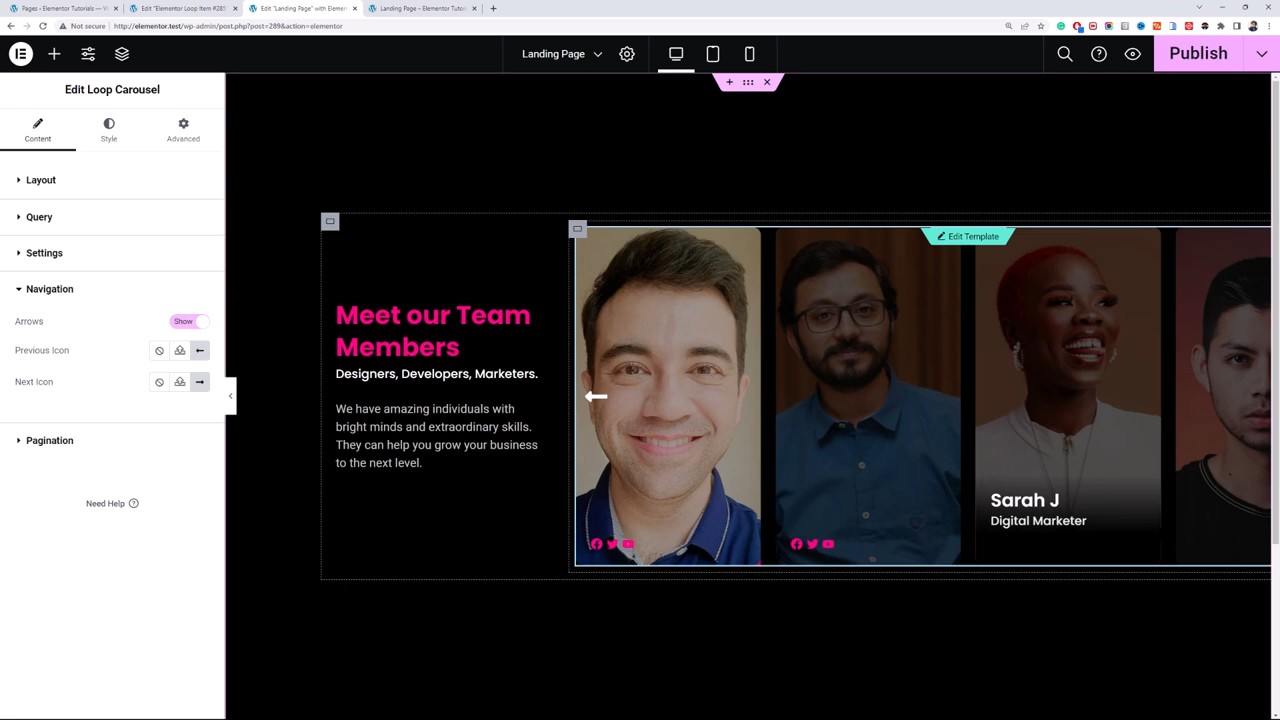 Pages ‹ Elementor Tutorials — W
Edit "Elementor Loop Item #285
Edit "Landing Page" with Elemen
Landing Page – Elementor Tutor
Not secure
http://elementor.test/wp-admin/post.php?post=289&action=elementor
Landing Page
Publish
Edit Loop Carousel
Content
Style
Advanced
Layout
Query
Settings
Navigation
Arrows
Show
Previous Icon
Next Icon
Pagination
Need Help
Edit Template
Meet our Team
Members
Designers, Developers, Marketers.
We have amazing individuals with
bright minds and extraordinary skills.
They can help you grow your business
to the next level.
Sarah J
Digital Marketer